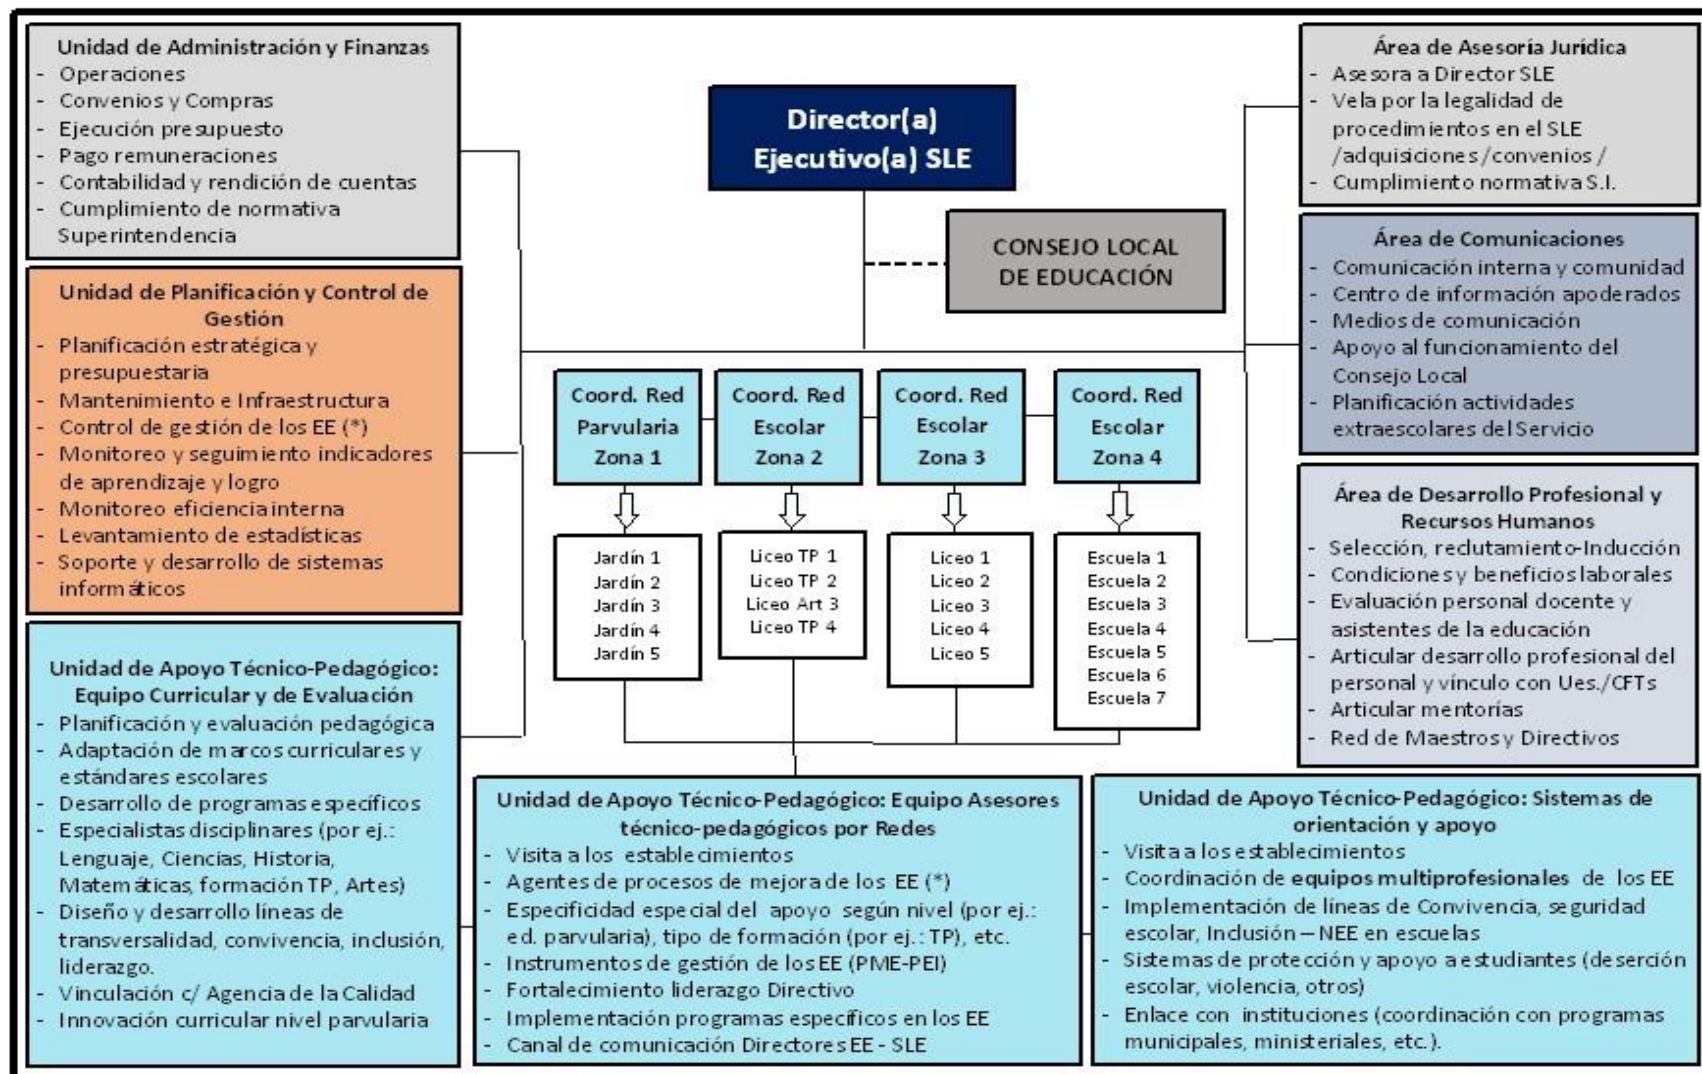 Unidad de Administración y Finanzas
- Operaciones
- Convenios y Compras
- Ejecución presupuesto
- Pago remuneraciones
- Contabilidad y rendición de cuentas
- Cumplimiento de normativa
Superintendencia
Unidad de Planificación y Control de
Gestión
- Planificación estratégica y
presupuestaria
- Mantenimiento e Infraestructura
- Control de gestión de los EE (*)
- Monitoreo y seguimiento indicadores
de aprendizaje y logro
- Monitoreo eficiencia interna
- Levantamiento de estadísticas
- Soporte y desarrollo de sistemas
informáticos
Unidad de Apoyo Técnico-Pedagógico:
Equipo Curricular y de Evaluación
- Planificación y evaluación pedagógica
- Adaptación de marcos curriculares y
estándares escolares
- Desarrollo de programas específicos
- Especialistas disciplinares (por ej.:
Lenguaje, Ciencias, Historia,
Matemáticas, formación TP, Artes)
- Diseño y desarrollo líneas de
transversalidad, convivencia, inclusión,
liderazgo.
- Vinculación c/ Agencia de la Calidad
- Innovación curricular nivel parvularia
Director(a)
Ejecutivo(a) SLE
CONSEJO LOCAL
DE EDUCACIÓN
Coord. Red
Parvularia
Zona 1
Coord. Red
Escolar
Zona 2
Coord. Red
Escolar
Zona 3
Coord. Red
Escolar
Zona 4
Jardín 1
Jardín 2
Jardín 3
Jardín 4
Jardín 5
Liceo TP 1
Liceo TP 2
Liceo Art 3
Liceo TP 4
Liceo 1
Liceo 2
Liceo 3
Liceo 4
Liceo 5
Escuela 1
Escuela 2
Escuela 3
Escuela 4
Escuela 5
Escuela 6
Escuela 7
Unidad de Apoyo Técnico-Pedagógico: Equipo Asesores
técnico-pedagógicos por Redes
- Visita a los establecimientos
- Agentes de procesos de mejora de los EE (*)
- Especificidad especial del apoyo según nivel (por ej.:
ed. parvularia), tipo de formación (por ej.: TP), etc.
- Instrumentos de gestión de los EE (PME-PEI)
- Fortalecimiento liderazgo Directivo
- Implementación programas específicos en los EE
- Canal de comunicación Directores EE - SLE
Área de Asesoría Jurídica
- Asesora a Director SLE
- Vela por la legalidad de
procedimientos en el SLE
/adquisiciones /convenios /
- Cumplimiento normativa S.I.
Área de Comunicaciones
- Comunicación interna y comunidad
- Centro de información apoderados
- Medios de comunicación
- Apoyo al funcionamiento del
Consejo Local
- Planificación actividades
extraescolares del Servicio
Área de Desarrollo Profesional y
Recursos Humanos
- Selección, reclutamiento-Inducción
- Condiciones y beneficios laborales
- Evaluación personal docente y
asistentes de la educación
- Articular desarrollo profesional del
personal y vínculo con Ues./CFTs
- Articular mentorías
- Red de Maestros y Directivos
Unidad de Apoyo Técnico-Pedagógico: Sistemas de
orientación y apoyo
- Visita a los establecimientos
- Coordinación de equipos multiprofesionales de los EE
- Implementación de líneas de Convivencia, seguridad
escolar, Inclusión – NEE en escuelas
- Sistemas de protección y apoyo a estudiantes (deserción
escolar, violencia, otros)
- Enlace con instituciones (coordinación con programas
municipales, ministeriales, etc.).